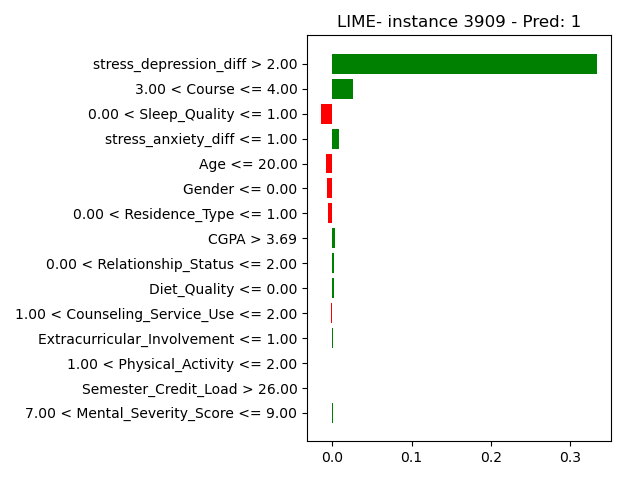 LIME- instance 3909 - Pred: 1
stress_depression_diff > 2.00
3.00 < Course <= 4.00
0.00 < Sleep_Quality <= 1.00
stress_anxiety_diff <= 1.00
Age <= 20.00
Gender <= 0.00
0.00 < Residence_Type <= 1.00
CGPA > 3.69
0.00 < Relationship_Status <= 2.00
Diet_Quality <= 0.00
1.00 < Counseling_Service_Use <= 2.00
Extracurricular_Involvement <= 1.00
1.00 < Physical_Activity <= 2.00
Semester_Credit_Load > 26.00
7.00 < Mental_Severity_Score <= 9.00
0.0 0.1 0.2 0.3